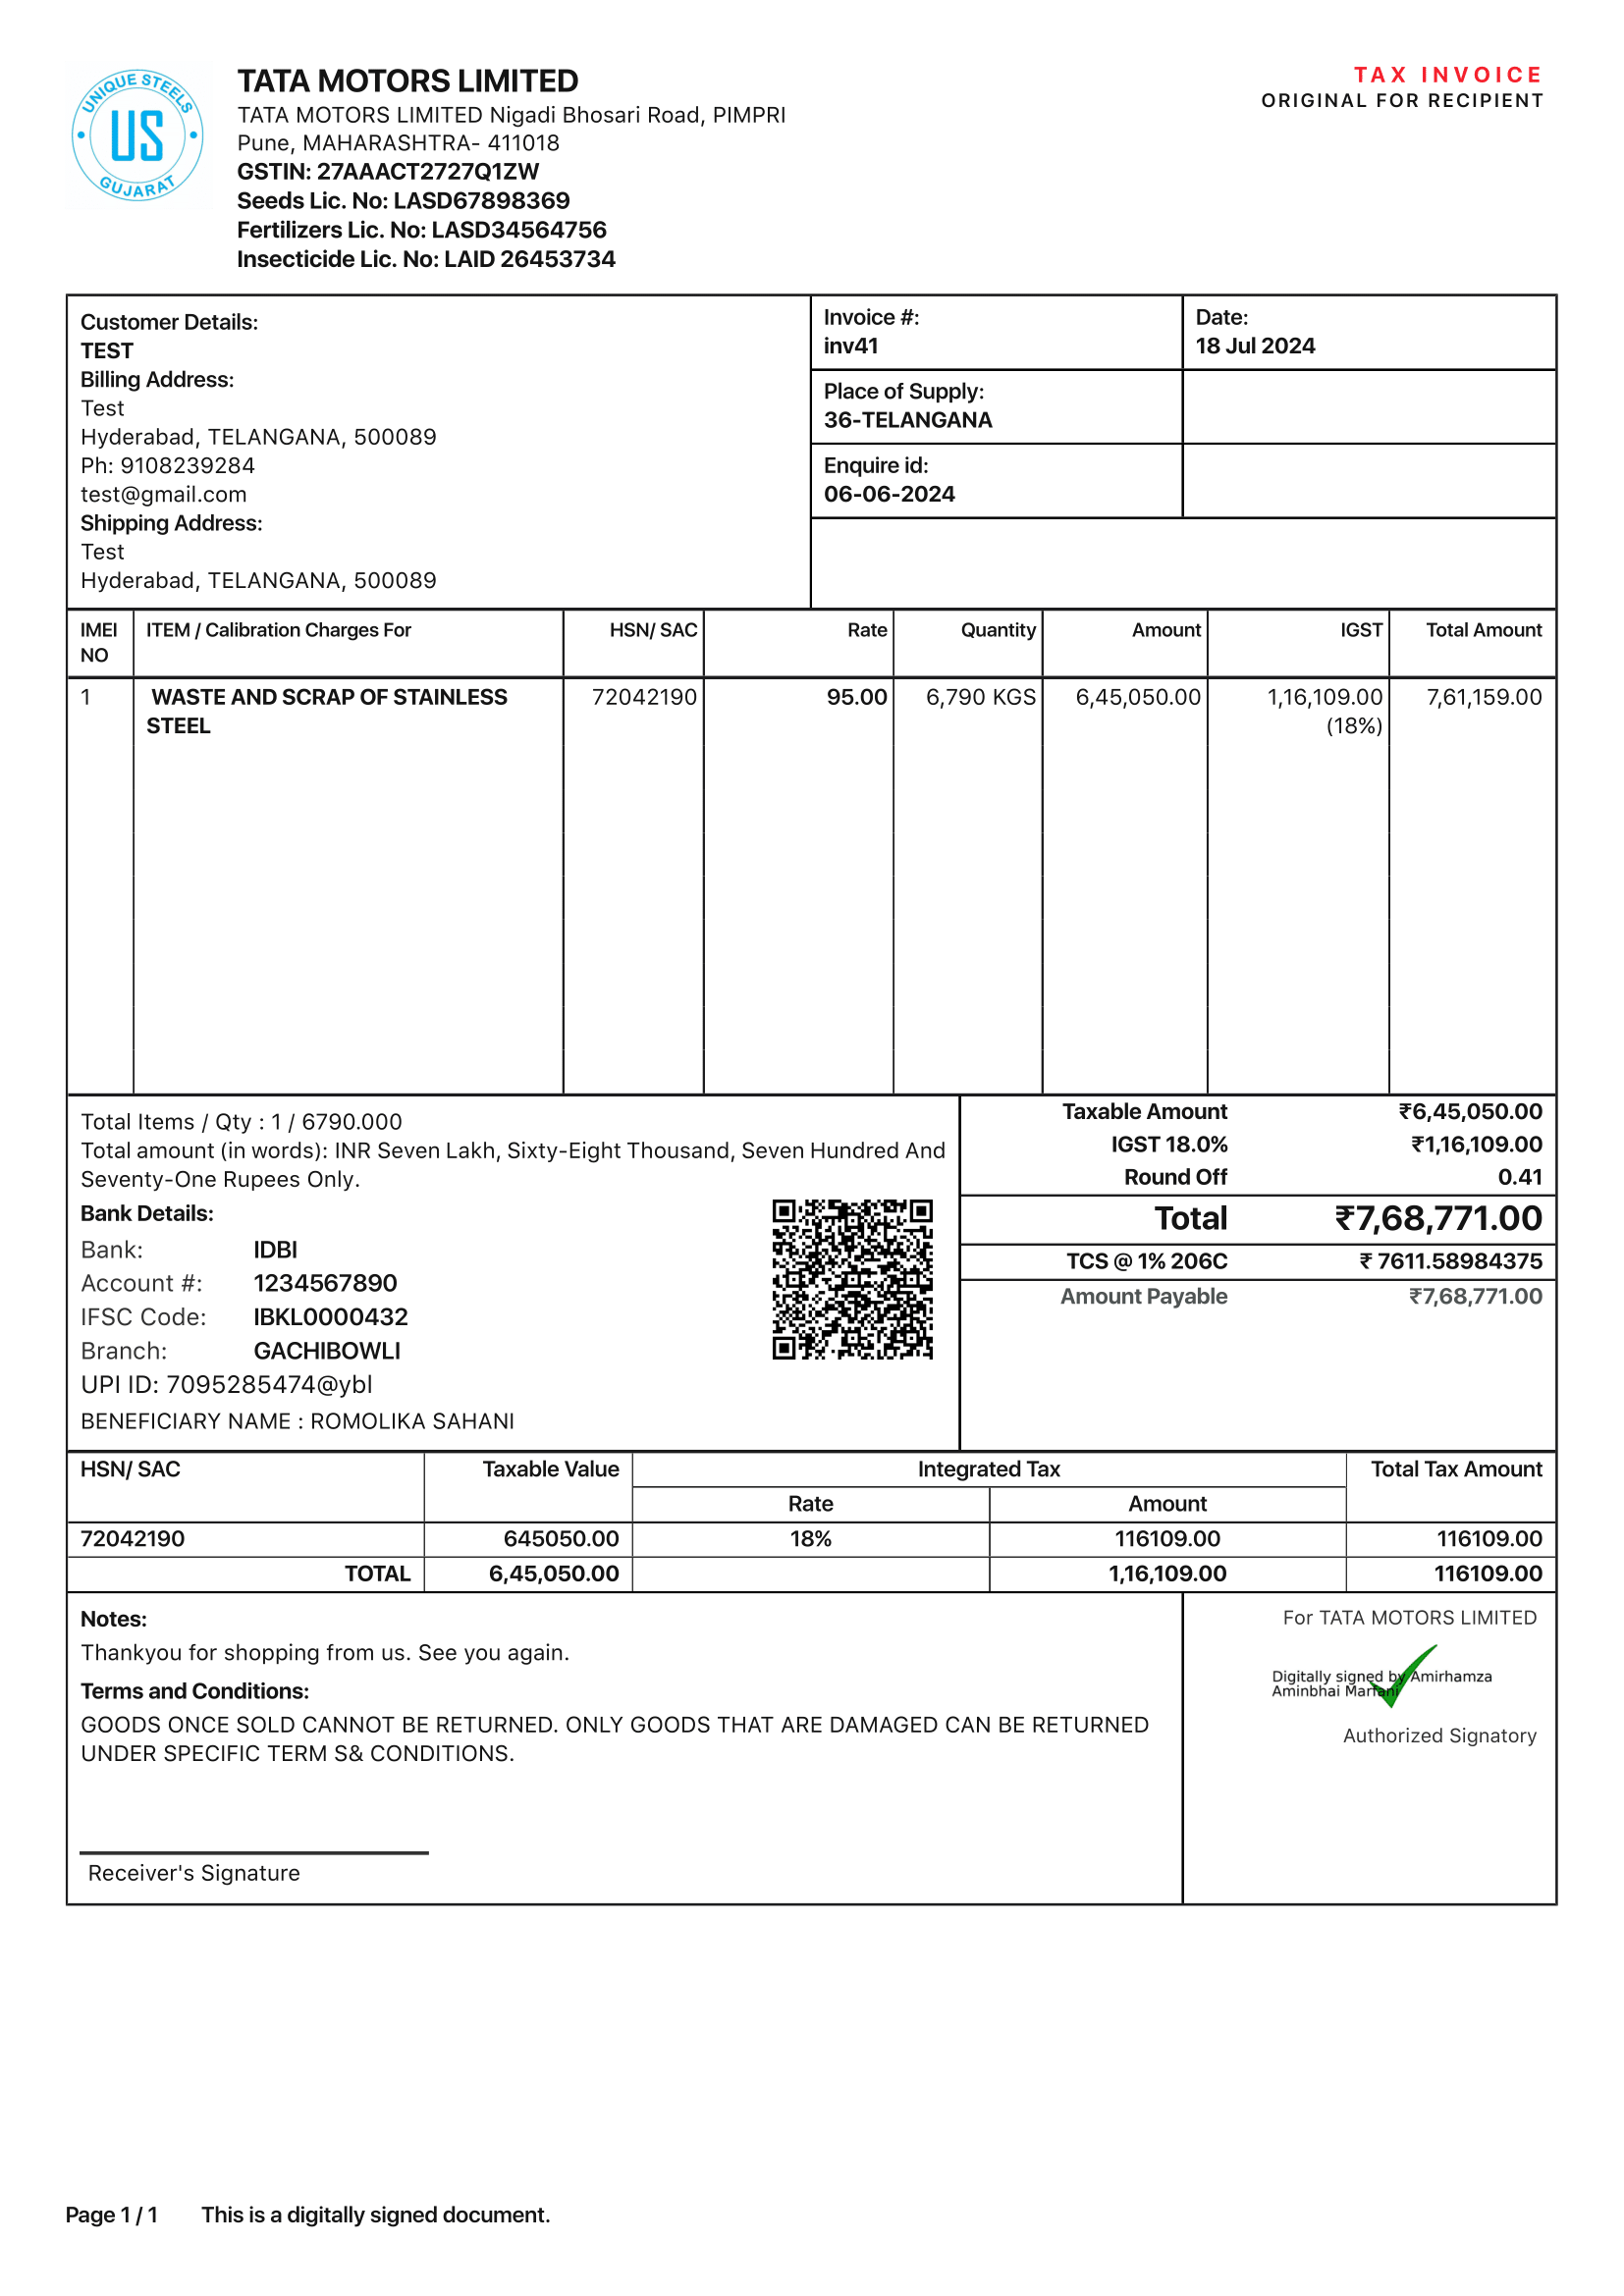 UNIQUE STEELS
US
GUJARAT
TATA MOTORS LIMITED
TATA MOTORS LIMITED Nigadi Bhosari Road, PIMPRI
Pune, MAHARASHTRA- 411018
GSTIN: 27AAACT2727Q1ZW
Seeds Lic. No: LASD67898369
Fertilizers Lic. No: LASD34564756
Insecticide Lic. No: LAID 26453734
TAX INVOICE
ORIGINAL FOR RECIPIENT
Customer Details:
TEST
Billing Address:
Test
Hyderabad, TELANGANA, 500089
Ph: 9108239284
test@gmail.com
Shipping Address:
Test
Hyderabad, TELANGANA, 500089
Invoice #:
inv41
Date:
18 Jul 2024
Place of Supply:
36-TELANGANA
Enquire id:
06-06-2024
IMEI NO ITEM / Calibration Charges For HSN/ SAC Rate Quantity Amount IGST Total Amount
1 WASTE AND SCRAP OF STAINLESS 72042190 95.00 6,790 KGS 6,45,050.00 1,16,109.00 7,61,159.00
STEEL (18%)
Total Items / Qty : 1 / 6790.000
Total amount (in words): INR Seven Lakh, Sixty-Eight Thousand, Seven Hundred And
Seventy-One Rupees Only.
Bank Details:
Bank: IDBI
Account #: 1234567890
IFSC Code: IBKL0000432
Branch: GACHIBOWLI
UPI ID: 7095285474@ybl
BENEFICIARY NAME : ROMOLIKA SAHANI
Taxable Amount ₹6,45,050.00
IGST 18.0% ₹1,16,109.00
Round Off 0.41
Total ₹7,68,771.00
TCS @ 1% 206C ₹ 7611.58984375
Amount Payable ₹7,68,771.00
HSN/ SAC Taxable Value Integrated Tax Total Tax Amount
Rate Amount
72042190 645050.00 18% 116109.00 116109.00
TOTAL 6,45,050.00 1,16,109.00 116109.00
Notes:
Thankyou for shopping from us. See you again.
Terms and Conditions:
GOODS ONCE SOLD CANNOT BE RETURNED. ONLY GOODS THAT ARE DAMAGED CAN BE RETURNED
UNDER SPECIFIC TERM S& CONDITIONS.
Receiver's Signature
For TATA MOTORS LIMITED
Digitally signed by Amirhamza
Aminbhai Marfani
Authorized Signatory
Page 1 / 1 This is a digitally signed document.